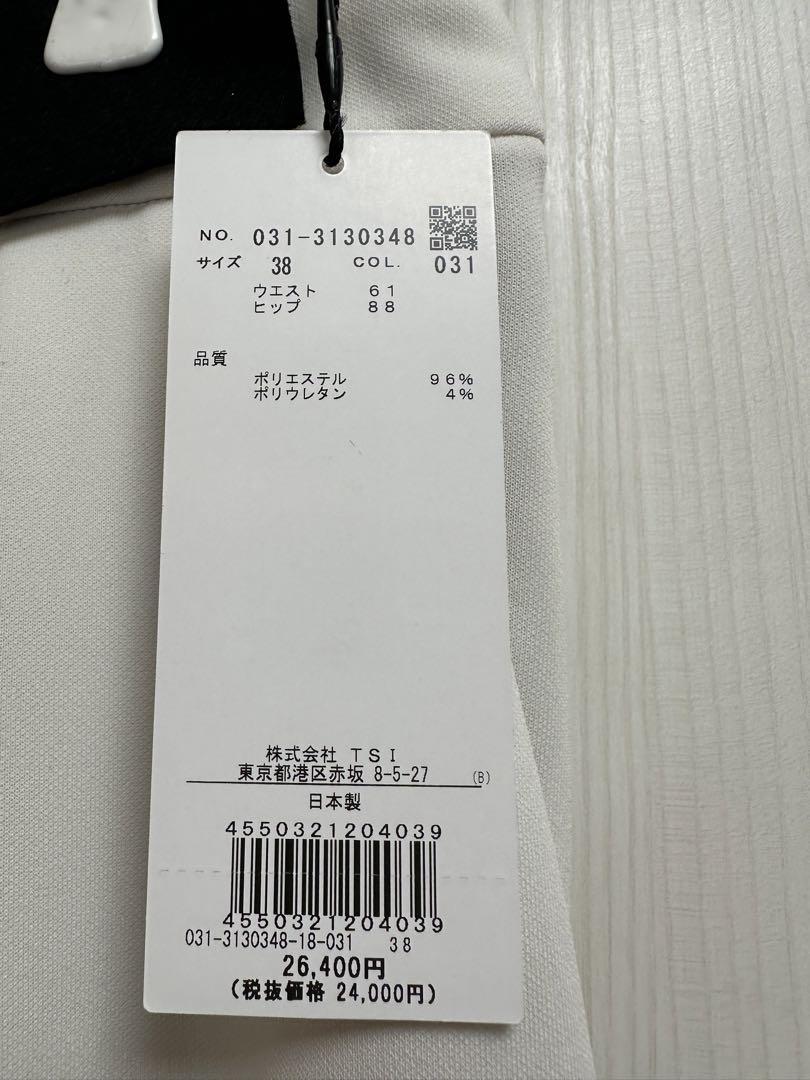 NO. 031-3130348
サイズ 38 COL. 031
ウエスト 61
ヒップ 88
品質
ポリエステル 96%
ポリウレタン 4%
株式会社 TSI
東京都港区赤坂 8-5-27 (B)
日本製
4550321204039
4550321204039
031-3130348-18-031 38
26,400円
(税抜価格 24,000円)